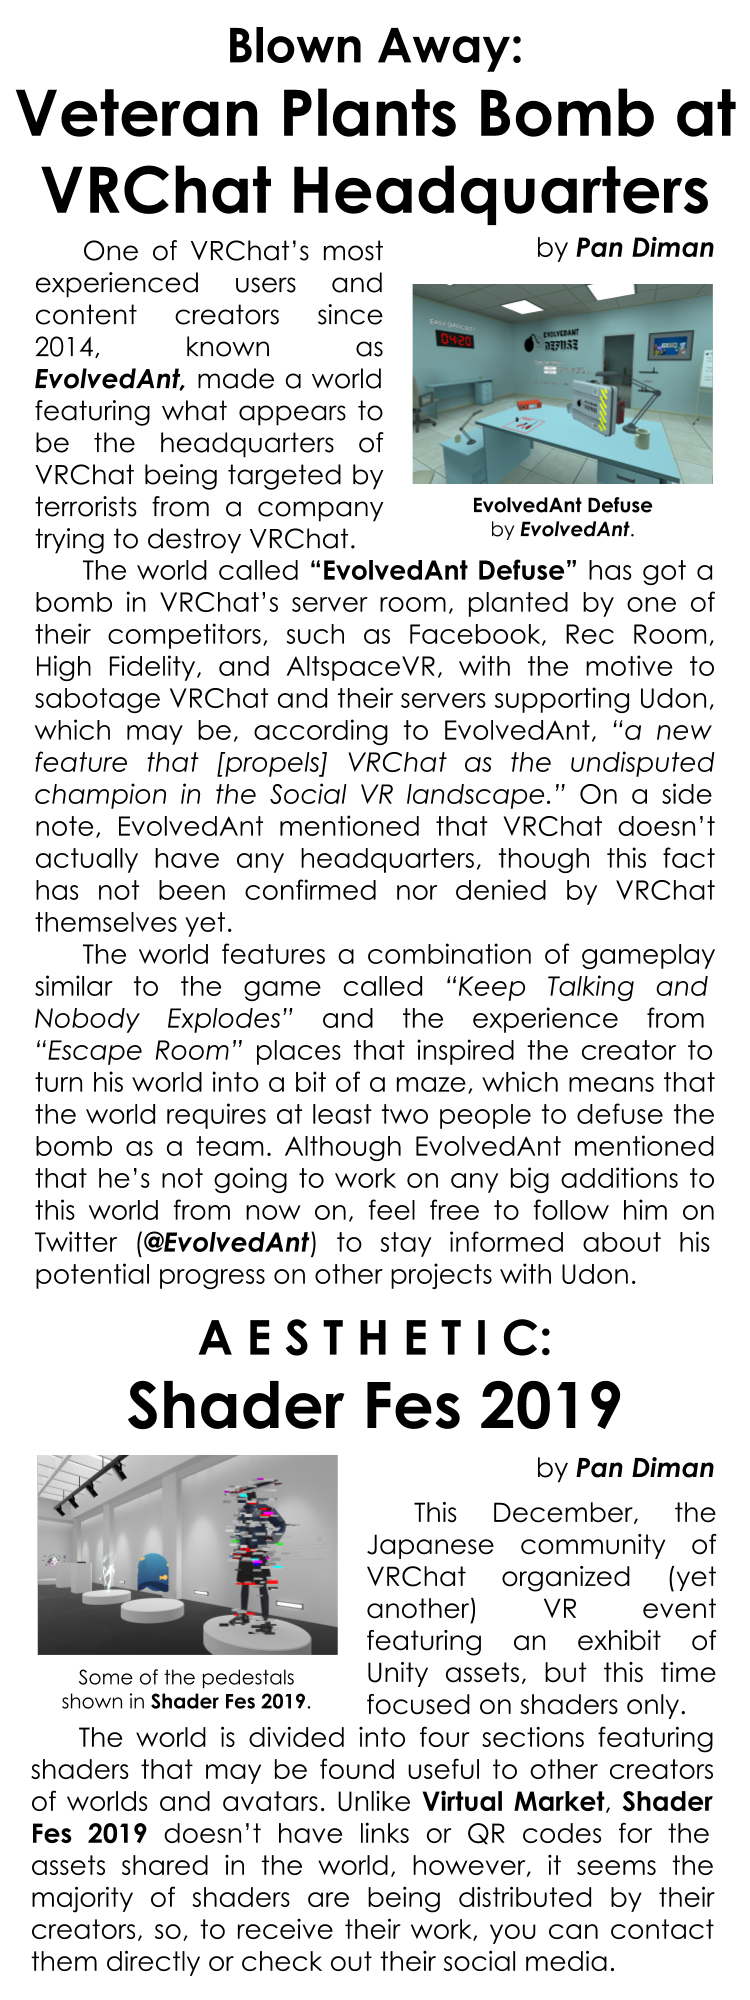 Blown Away:
Veteran Plants Bomb at
VRChat Headquarters
by Pan Diman
One of VRChat's most
experienced users and
content creators since
2014, known as
EvolvedAnt, made a world
featuring what appears to
be the headquarters of
VRChat being targeted by
terrorists from a company
trying to destroy VRChat.
EASY DIFFICULTY
04:20
EVOLVEDANT
DEFUSE
EvolvedAnt Defuse
by EvolvedAnt.
The world called “EvolvedAnt Defuse” has got a
bomb in VRChat's server room, planted by one of
their competitors, such as Facebook, Rec Room,
High Fidelity, and AltspaceVR, with the motive to
sabotage VRChat and their servers supporting Udon,
which may be, according to EvolvedAnt, “a new
feature that [propels] VRChat as the undisputed
champion in the Social VR landscape.” On a side
note, EvolvedAnt mentioned that VRChat doesn't
actually have any headquarters, though this fact
has not been confirmed nor denied by VRChat
themselves yet.
The world features a combination of gameplay
similar to the game called “Keep Talking and
Nobody Explodes” and the experience from
“Escape Room” places that inspired the creator to
turn his world into a bit of a maze, which means that
the world requires at least two people to defuse the
bomb as a team. Although EvolvedAnt mentioned
that he's not going to work on any big additions to
this world from now on, feel free to follow him on
Twitter (@EvolvedAnt) to stay informed about his
potential progress on other projects with Udon.
A E S T H E T I C:
Shader Fes 2019
by Pan Diman
Some of the pedestals
shown in Shader Fes 2019.
This December, the
Japanese community of
VRChat organized (yet
another) VR event
featuring an exhibit of
Unity assets, but this time
focused on shaders only.
The world is divided into four sections featuring
shaders that may be found useful to other creators
of worlds and avatars. Unlike Virtual Market, Shader
Fes 2019 doesn't have links or QR codes for the
assets shared in the world, however, it seems the
majority of shaders are being distributed by their
creators, so, to receive their work, you can contact
them directly or check out their social media.